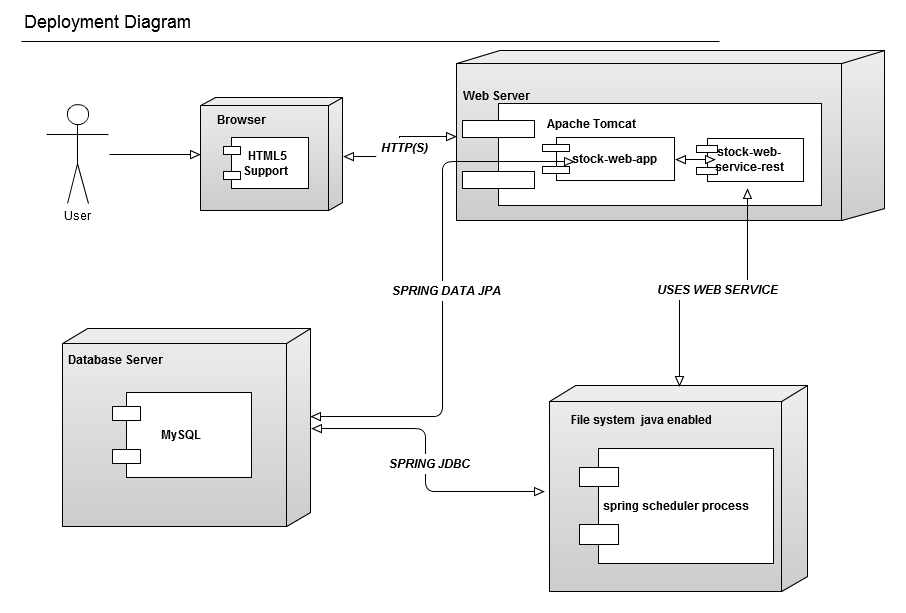 Deployment Diagram
Web Server
Browser
Apache Tomcat
HTML5
Support
HTTP(S)
stock-web-app
stock-web-
service-rest
User
SPRING DATA JPA
USES WEB SERVICE
Database Server
MySQL
File system  java enabled
SPRING JDBC
spring scheduler process